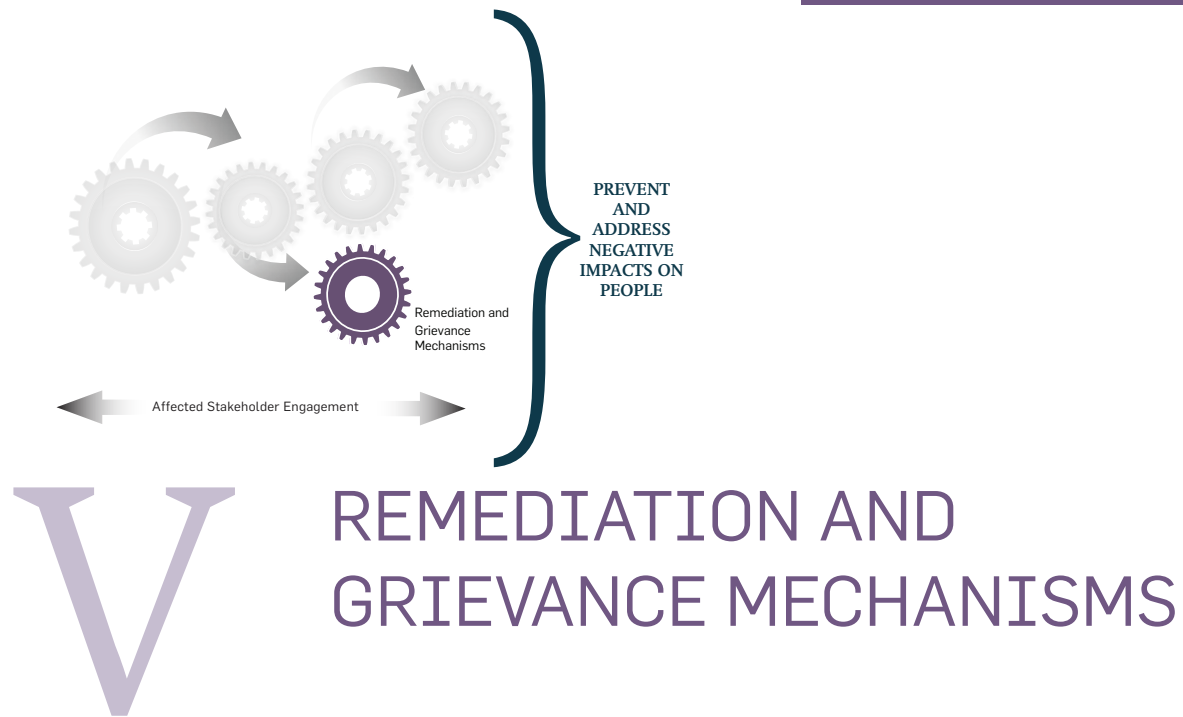 PREVENT
AND
ADDRESS
NEGATIVE
IMPACTS ON
PEOPLE
Remediation and
Grievance
Mechanisms
Affected Stakeholder Engagement
V
REMEDIATION AND
GRIEVANCE MECHANISMS